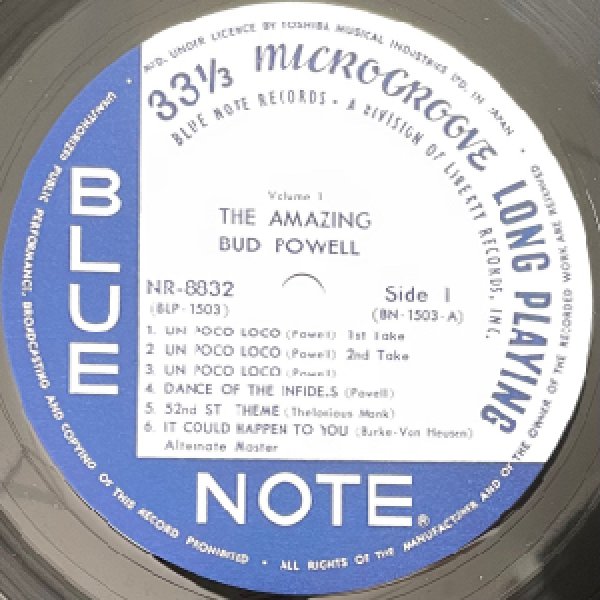 MFD. UNDER LICENCE BY TOSHIBA MUSICAL INDUSTRIES LTD. IN JAPAN •
33 1/3 MICROGROOVE LONG PLAYING
BLUE NOTE RECORDS - A DIVISION OF LIBERTY RECORDS, INC.
BLUE
Volume 1
THE AMAZING
BUD POWELL
NR-8832
(BLP-1503)
Side 1
(BN-1503-A)
1. UN POCO LOCO (Powell) 1st Take
2 UN POCO LOCO (Powell) 2nd Take
3. UN POCO LOCO (Powell)
4. DANCE OF THE INFIDELS (Powell)
5. 52nd ST THEME (Thelonious Monk)
6. IT COULD HAPPEN TO YOU (Burke-Van Heusen)
Alternate Master
NOTE®
• UNAUTHORIZED PUBLIC PERFORMANCE, BROADCASTING AND COPYING OF THIS RECORD PROHIBITED • ALL RIGHTS OF THE MANUFACTURER AND OF THE OWNER OF THE RECORDED WORK ARE RESERVED